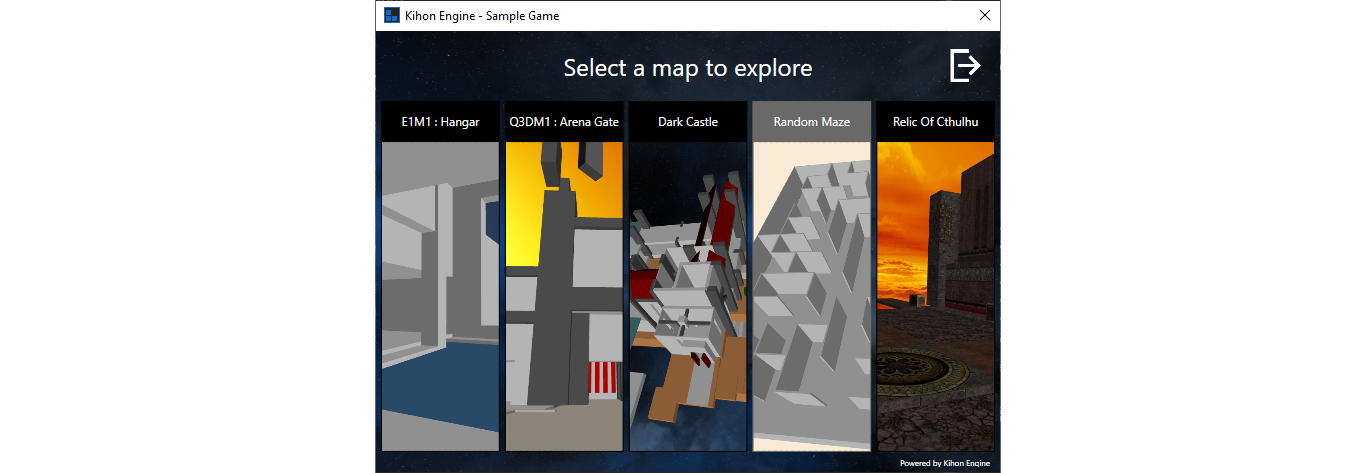 Kihon Engine - Sample Game
Select a map to explore
E1M1 : Hangar
Q3DM1 : Arena Gate
Dark Castle
Random Maze
Relic Of Cthulhu
Powered by Kihon Engine